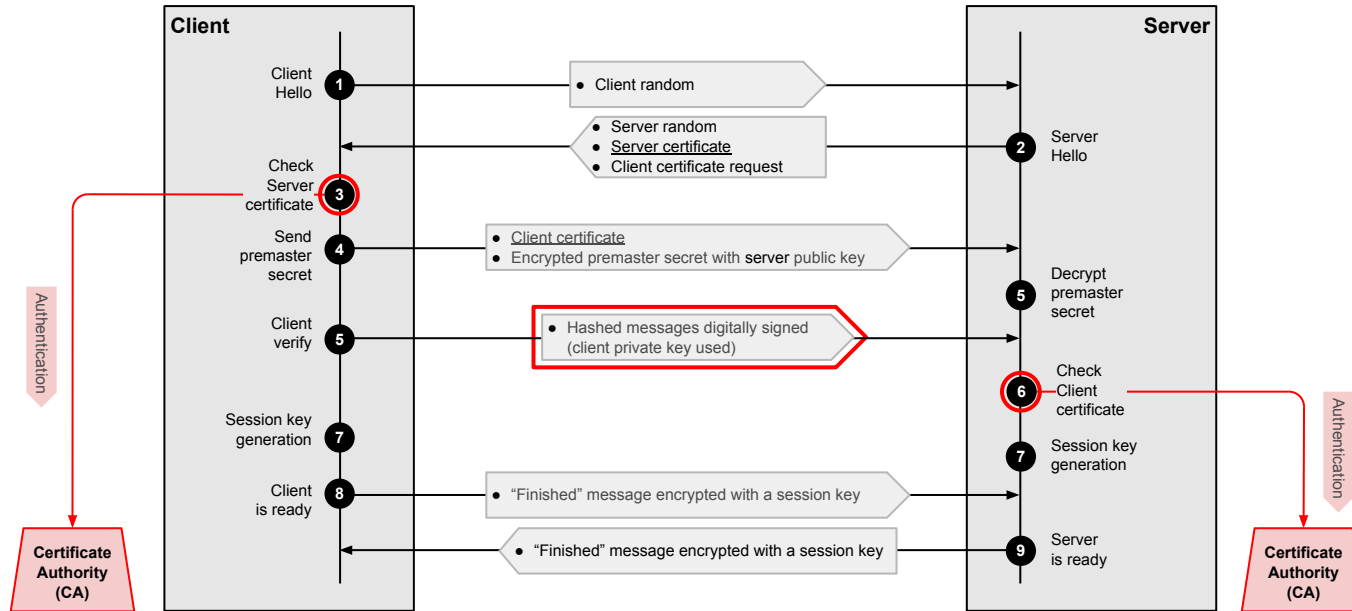 Client
Server
Client
Hello
1
● Client random
● Server random
● Server certificate
● Client certificate request
2
Server
Hello
Check
Server
certificate
3
Send
premaster
secret
4
● Client certificate
● Encrypted premaster secret with server public key
5
Decrypt
premaster
secret
Client
verify
5
● Hashed messages digitally signed
(client private key used)
6
Check
Client
certificate
Session key
generation
7
7
Session key
generation
Client
is ready
8
● “Finished” message encrypted with a session key
● “Finished” message encrypted with a session key
9
Server
is ready
Authentication
Certificate
Authority
(CA)
Authentication
Certificate
Authority
(CA)